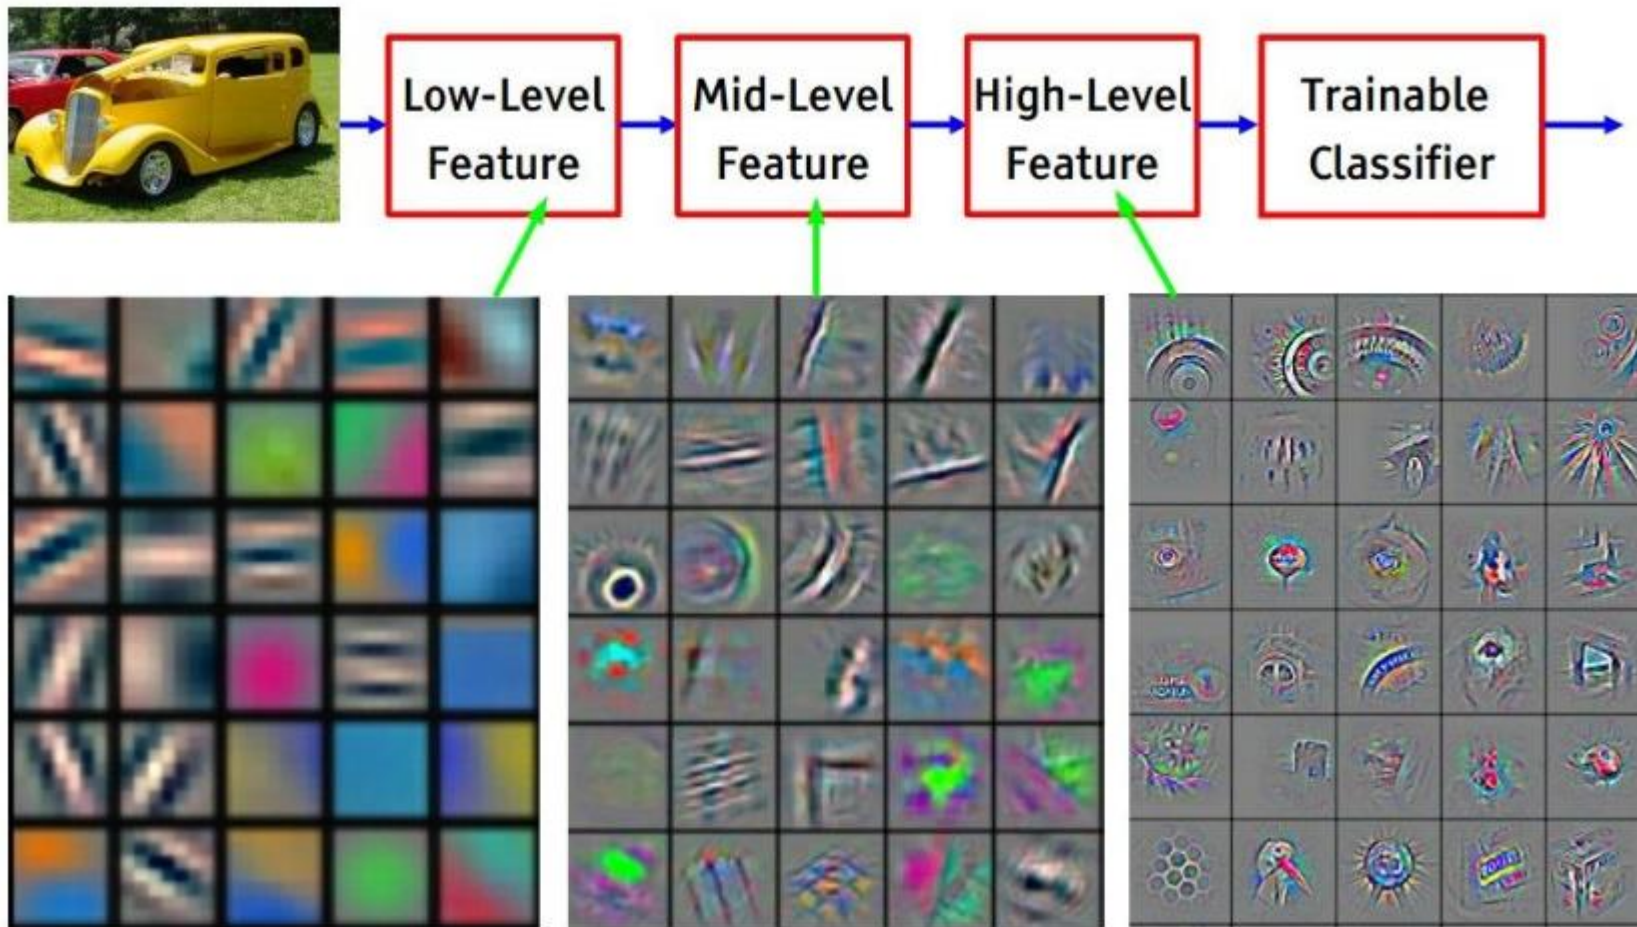 Low-Level
Feature
Mid-Level
Feature
High-Level
Feature
Trainable
Classifier